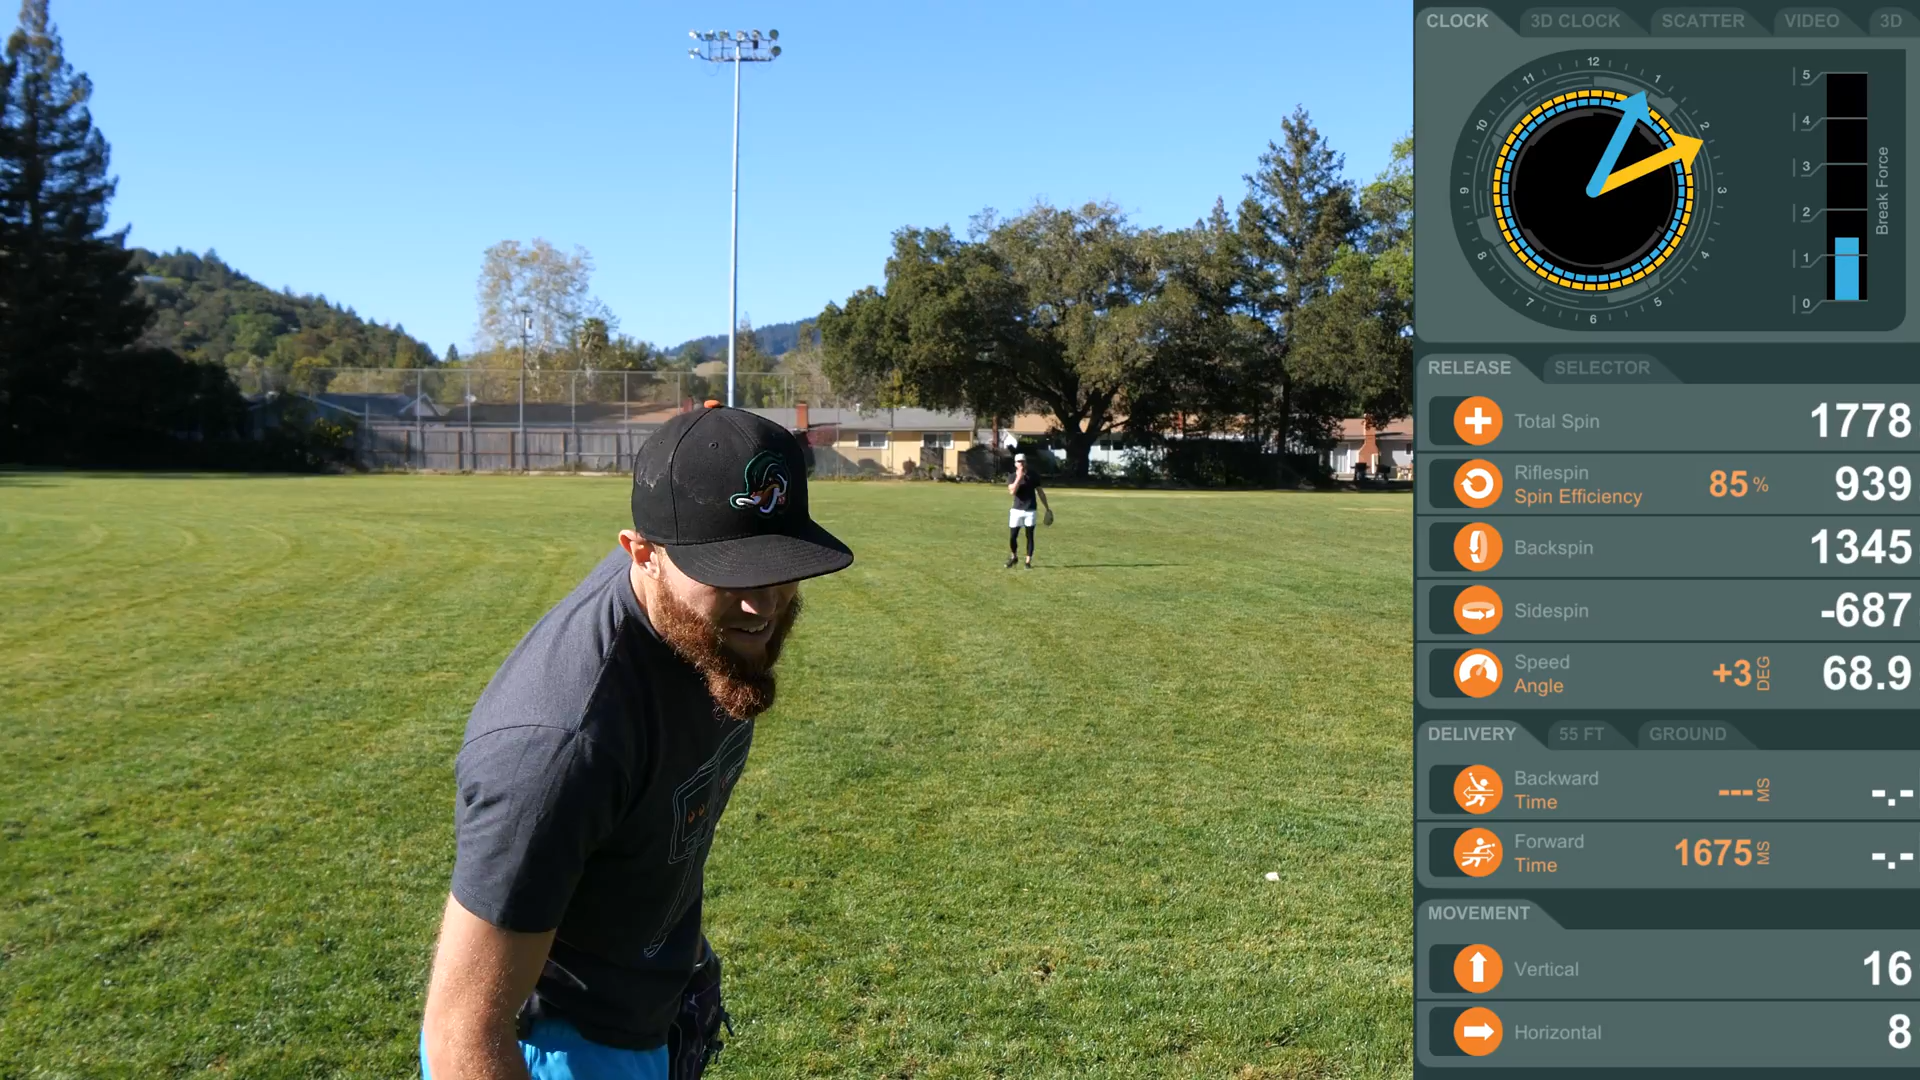 CLOCK 3D CLOCK SCATTER VIDEO 3D
12
1
2
3
4
5
6
7
8
9
10
11
5
4
3
2
1
0
Break Force
RELEASE SELECTOR
Total Spin 1778
Riflespin
Spin Efficiency 85 % 939
Backspin 1345
Sidespin -687
Speed
Angle +3 DEG 68.9
DELIVERY 55 FT GROUND
Backward
Time --- MS -.-
Forward
Time 1675 MS -.-
MOVEMENT
Vertical 16
Horizontal 8